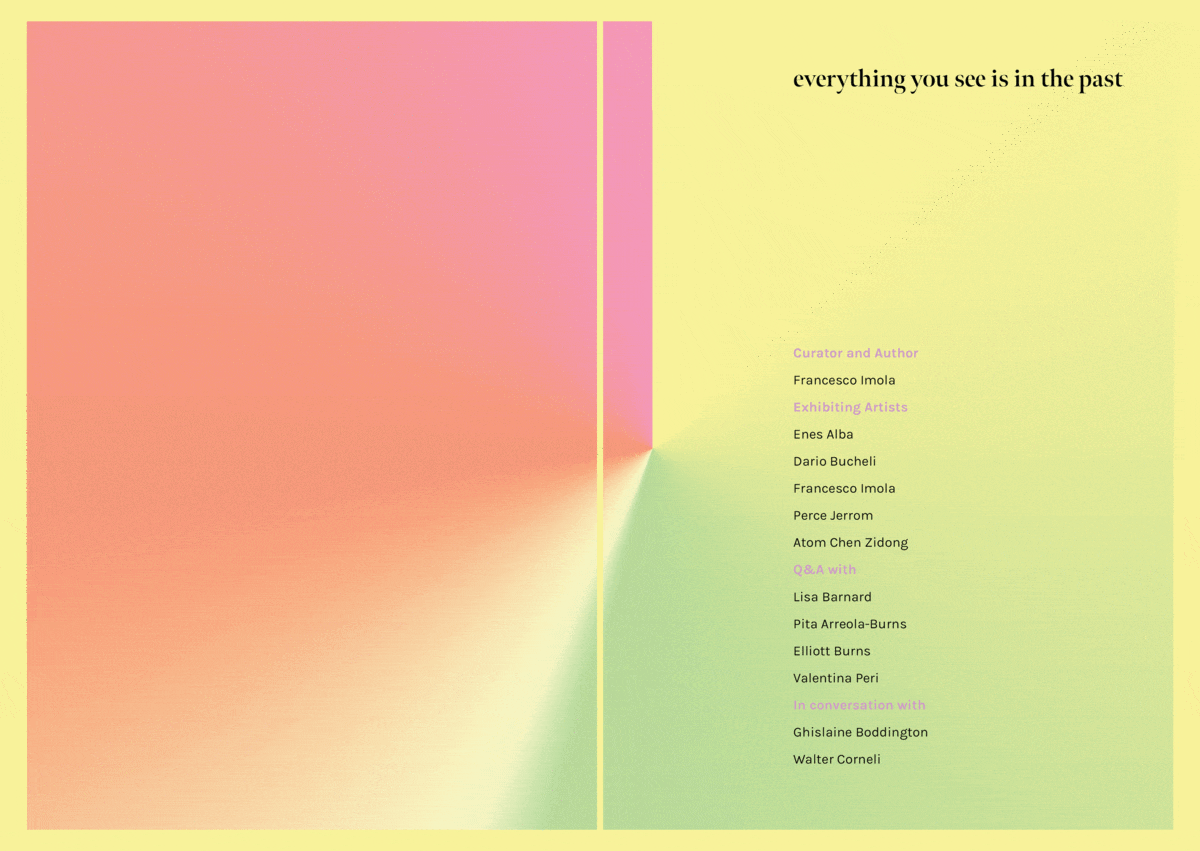 everything you see is in the past
Curator and Author
Francesco Imola
Exhibiting Artists
Enes Alba
Dario Bucheli
Francesco Imola
Perce Jerrom
Atom Chen Zidong
Q&A with
Lisa Barnard
Pita Arreola-Burns
Elliott Burns
Valentina Peri
In conversation with
Ghislaine Boddington
Walter Corneli